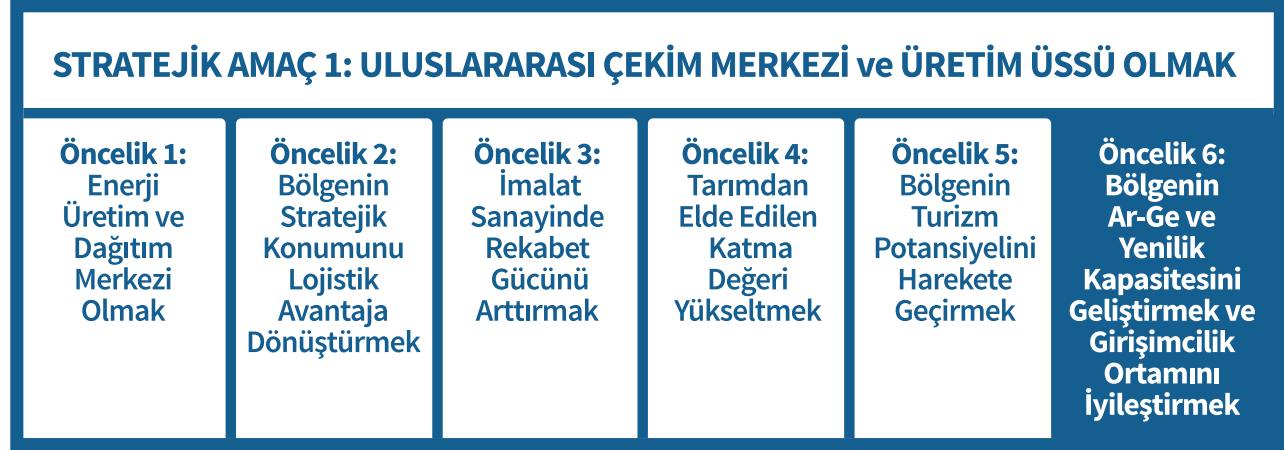 STRATEJİK AMAÇ 1: ULUSLARARASI ÇEKİM MERKEZİ ve ÜRETİM ÜSSÜ OLMAK
Öncelik 1:
Enerji
Üretim ve
Dağıtım
Merkezi
Olmak
Öncelik 2:
Bölgenin
Stratejik
Konumunu
Lojistik
Avantaja
Dönüştürmek
Öncelik 3:
İmalat
Sanayinde
Rekabet
Gücünü
Arttırmak
Öncelik 4:
Tarımdan
Elde Edilen
Katma
Değeri
Yükseltmek
Öncelik 5:
Bölgenin
Turizm
Potansiyelini
Harekete
Geçirmek
Öncelik 6:
Bölgenin
Ar-Ge ve
Yenilik
Kapasitesini
Geliştirmek ve
Girişimcilik
Ortamını
İyileştirmek